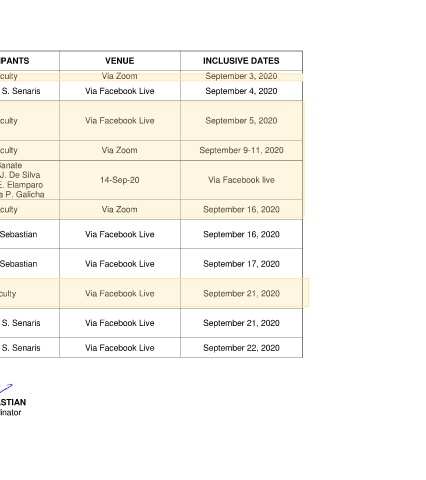 IPANTS VENUE INCLUSIVE DATES
culty Via Zoom September 3, 2020
S. Senaris Via Facebook Live September 4, 2020
culty Via Facebook Live September 5, 2020
culty Via Zoom September 9-11, 2020
anate
J. De Silva
E. Elamparo
a P. Galicha
14-Sep-20 Via Facebook live
culty Via Zoom September 16, 2020
Sebastian Via Facebook Live September 16, 2020
Sebastian Via Facebook Live September 17, 2020
culty Via Facebook Live September 21, 2020
S. Senaris Via Facebook Live September 21, 2020
S. Senaris Via Facebook Live September 22, 2020
ASTIAN
dinator